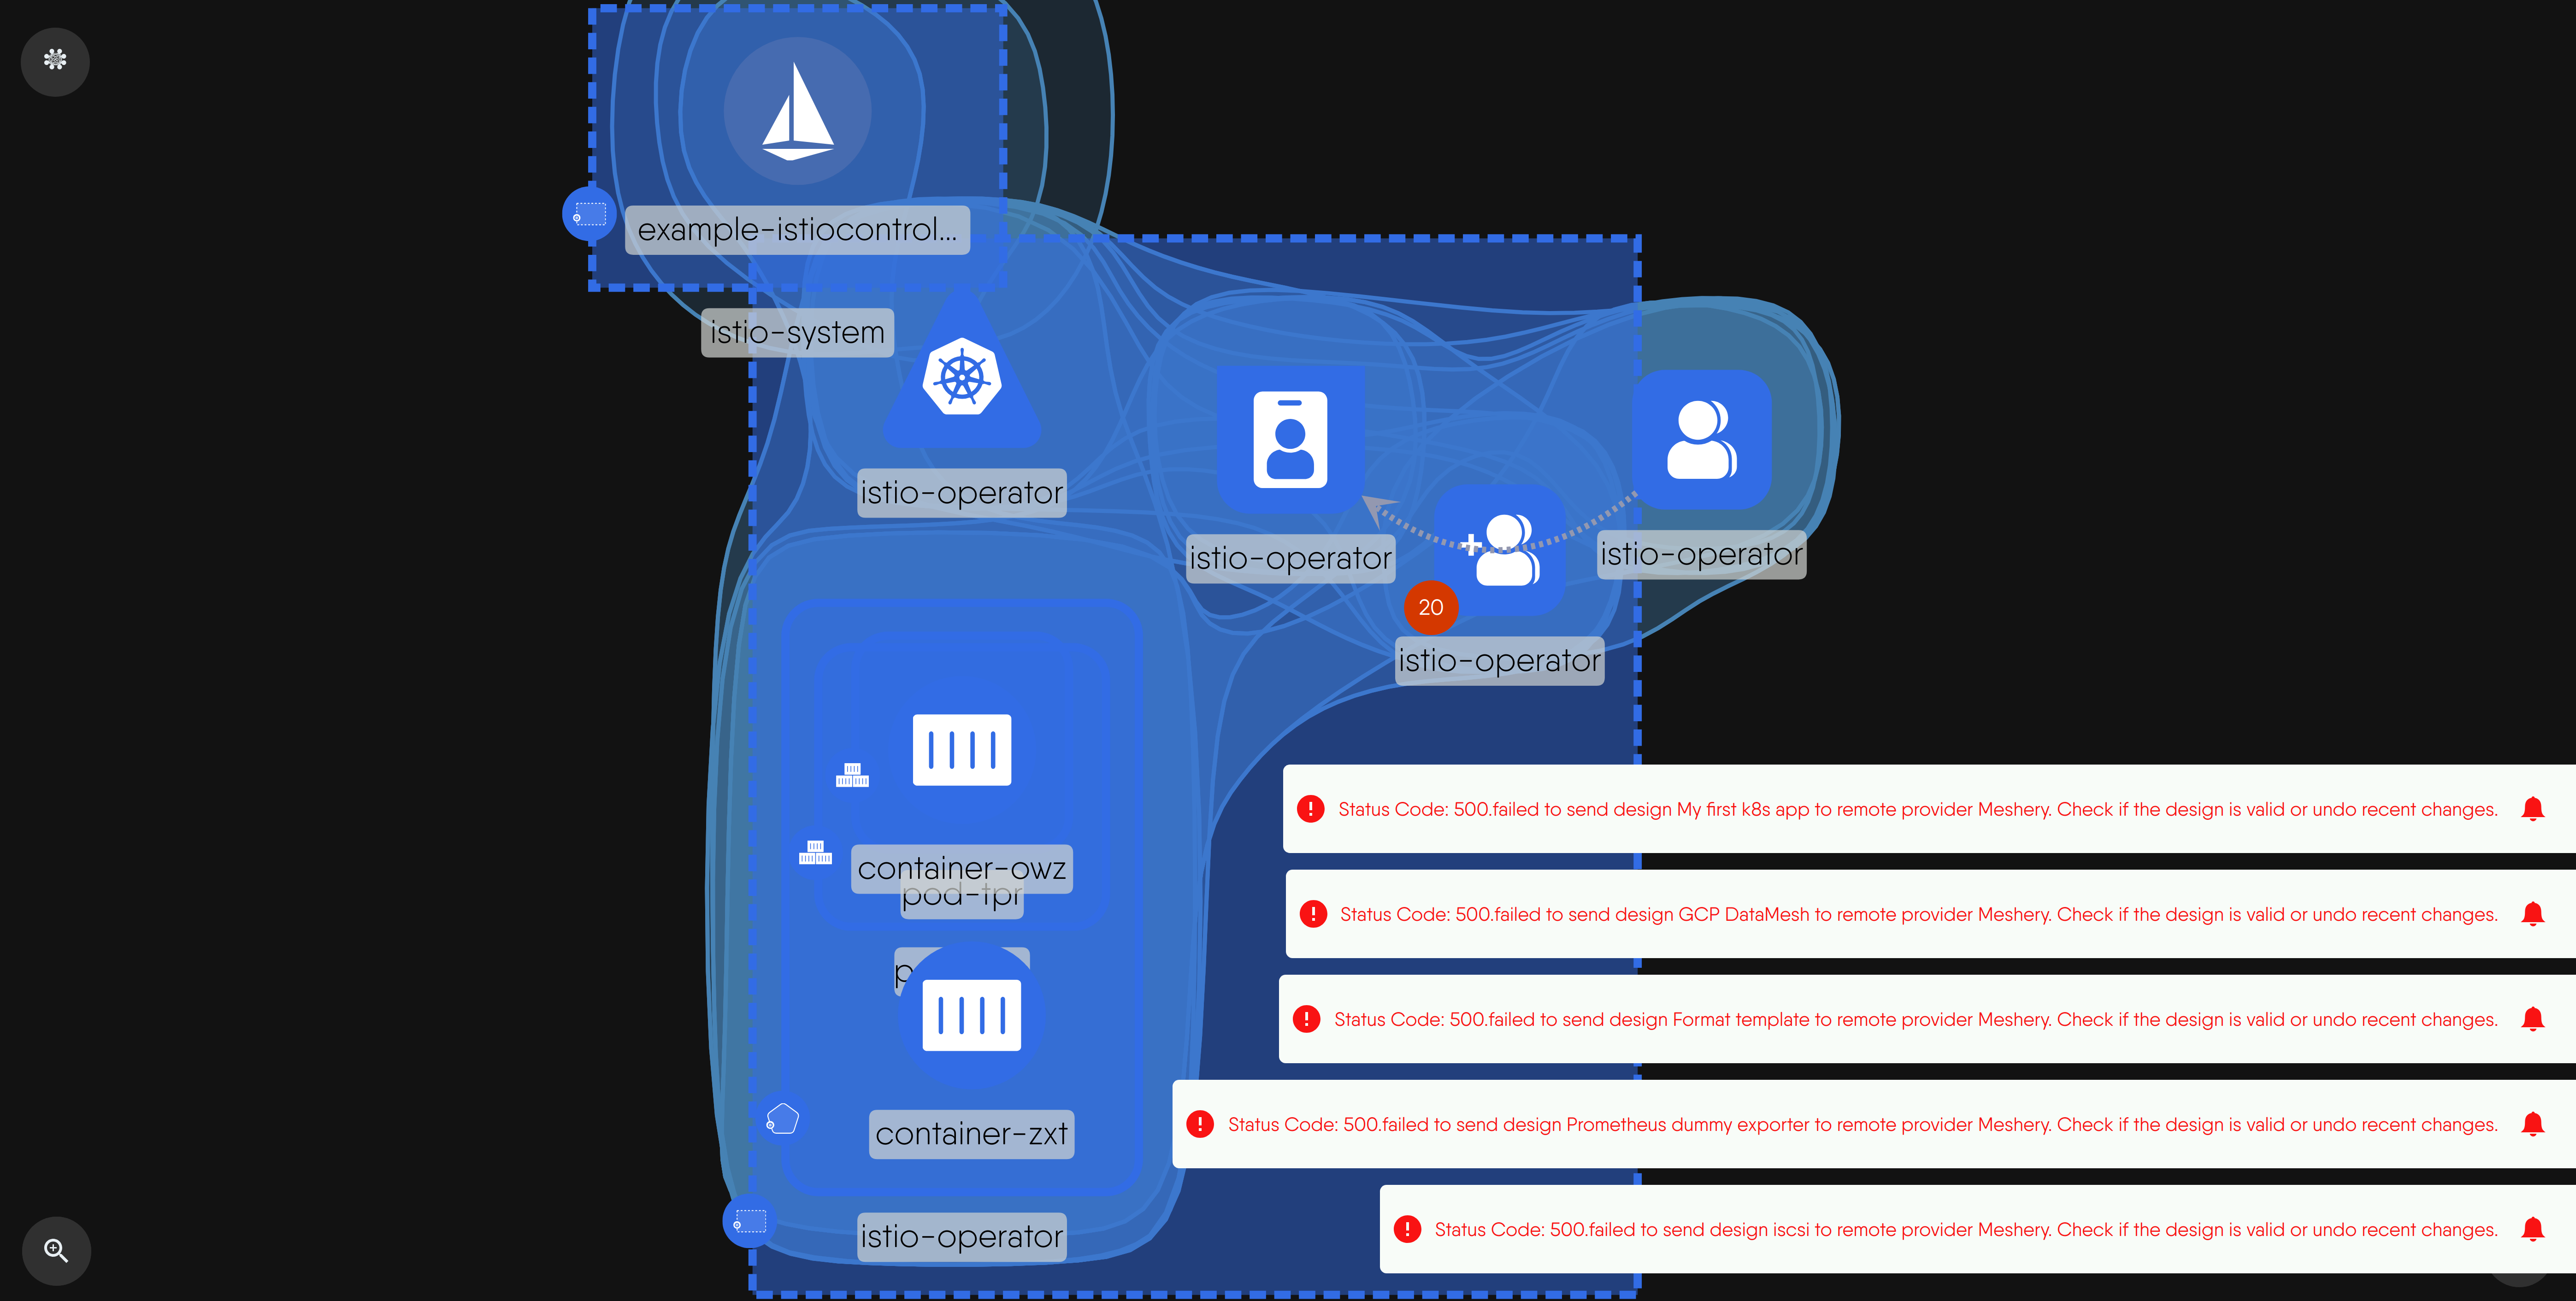 example-istiocontrol...
istio-system
istio-operator
istio-operator
istio-operator
20
istio-operator
container-owz
pod-tpr
p
container-zxt
istio-operator
Status Code: 500.failed to send design My first k8s app to remote provider Meshery. Check if the design is valid or undo recent changes.
Status Code: 500.failed to send design GCP DataMesh to remote provider Meshery. Check if the design is valid or undo recent changes.
Status Code: 500.failed to send design Format template to remote provider Meshery. Check if the design is valid or undo recent changes.
Status Code: 500.failed to send design Prometheus dummy exporter to remote provider Meshery. Check if the design is valid or undo recent changes.
Status Code: 500.failed to send design iscsi to remote provider Meshery. Check if the design is valid or undo recent changes.